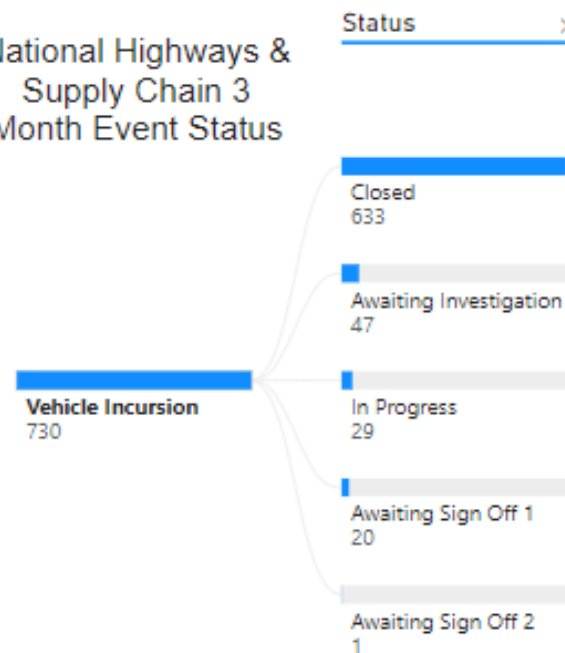 National Highways &
Supply Chain 3
Month Event Status
Status
Closed
633
Awaiting Investigation
47
Vehicle Incursion
730
In Progress
29
Awaiting Sign Off 1
20
Awaiting Sign Off 2
1